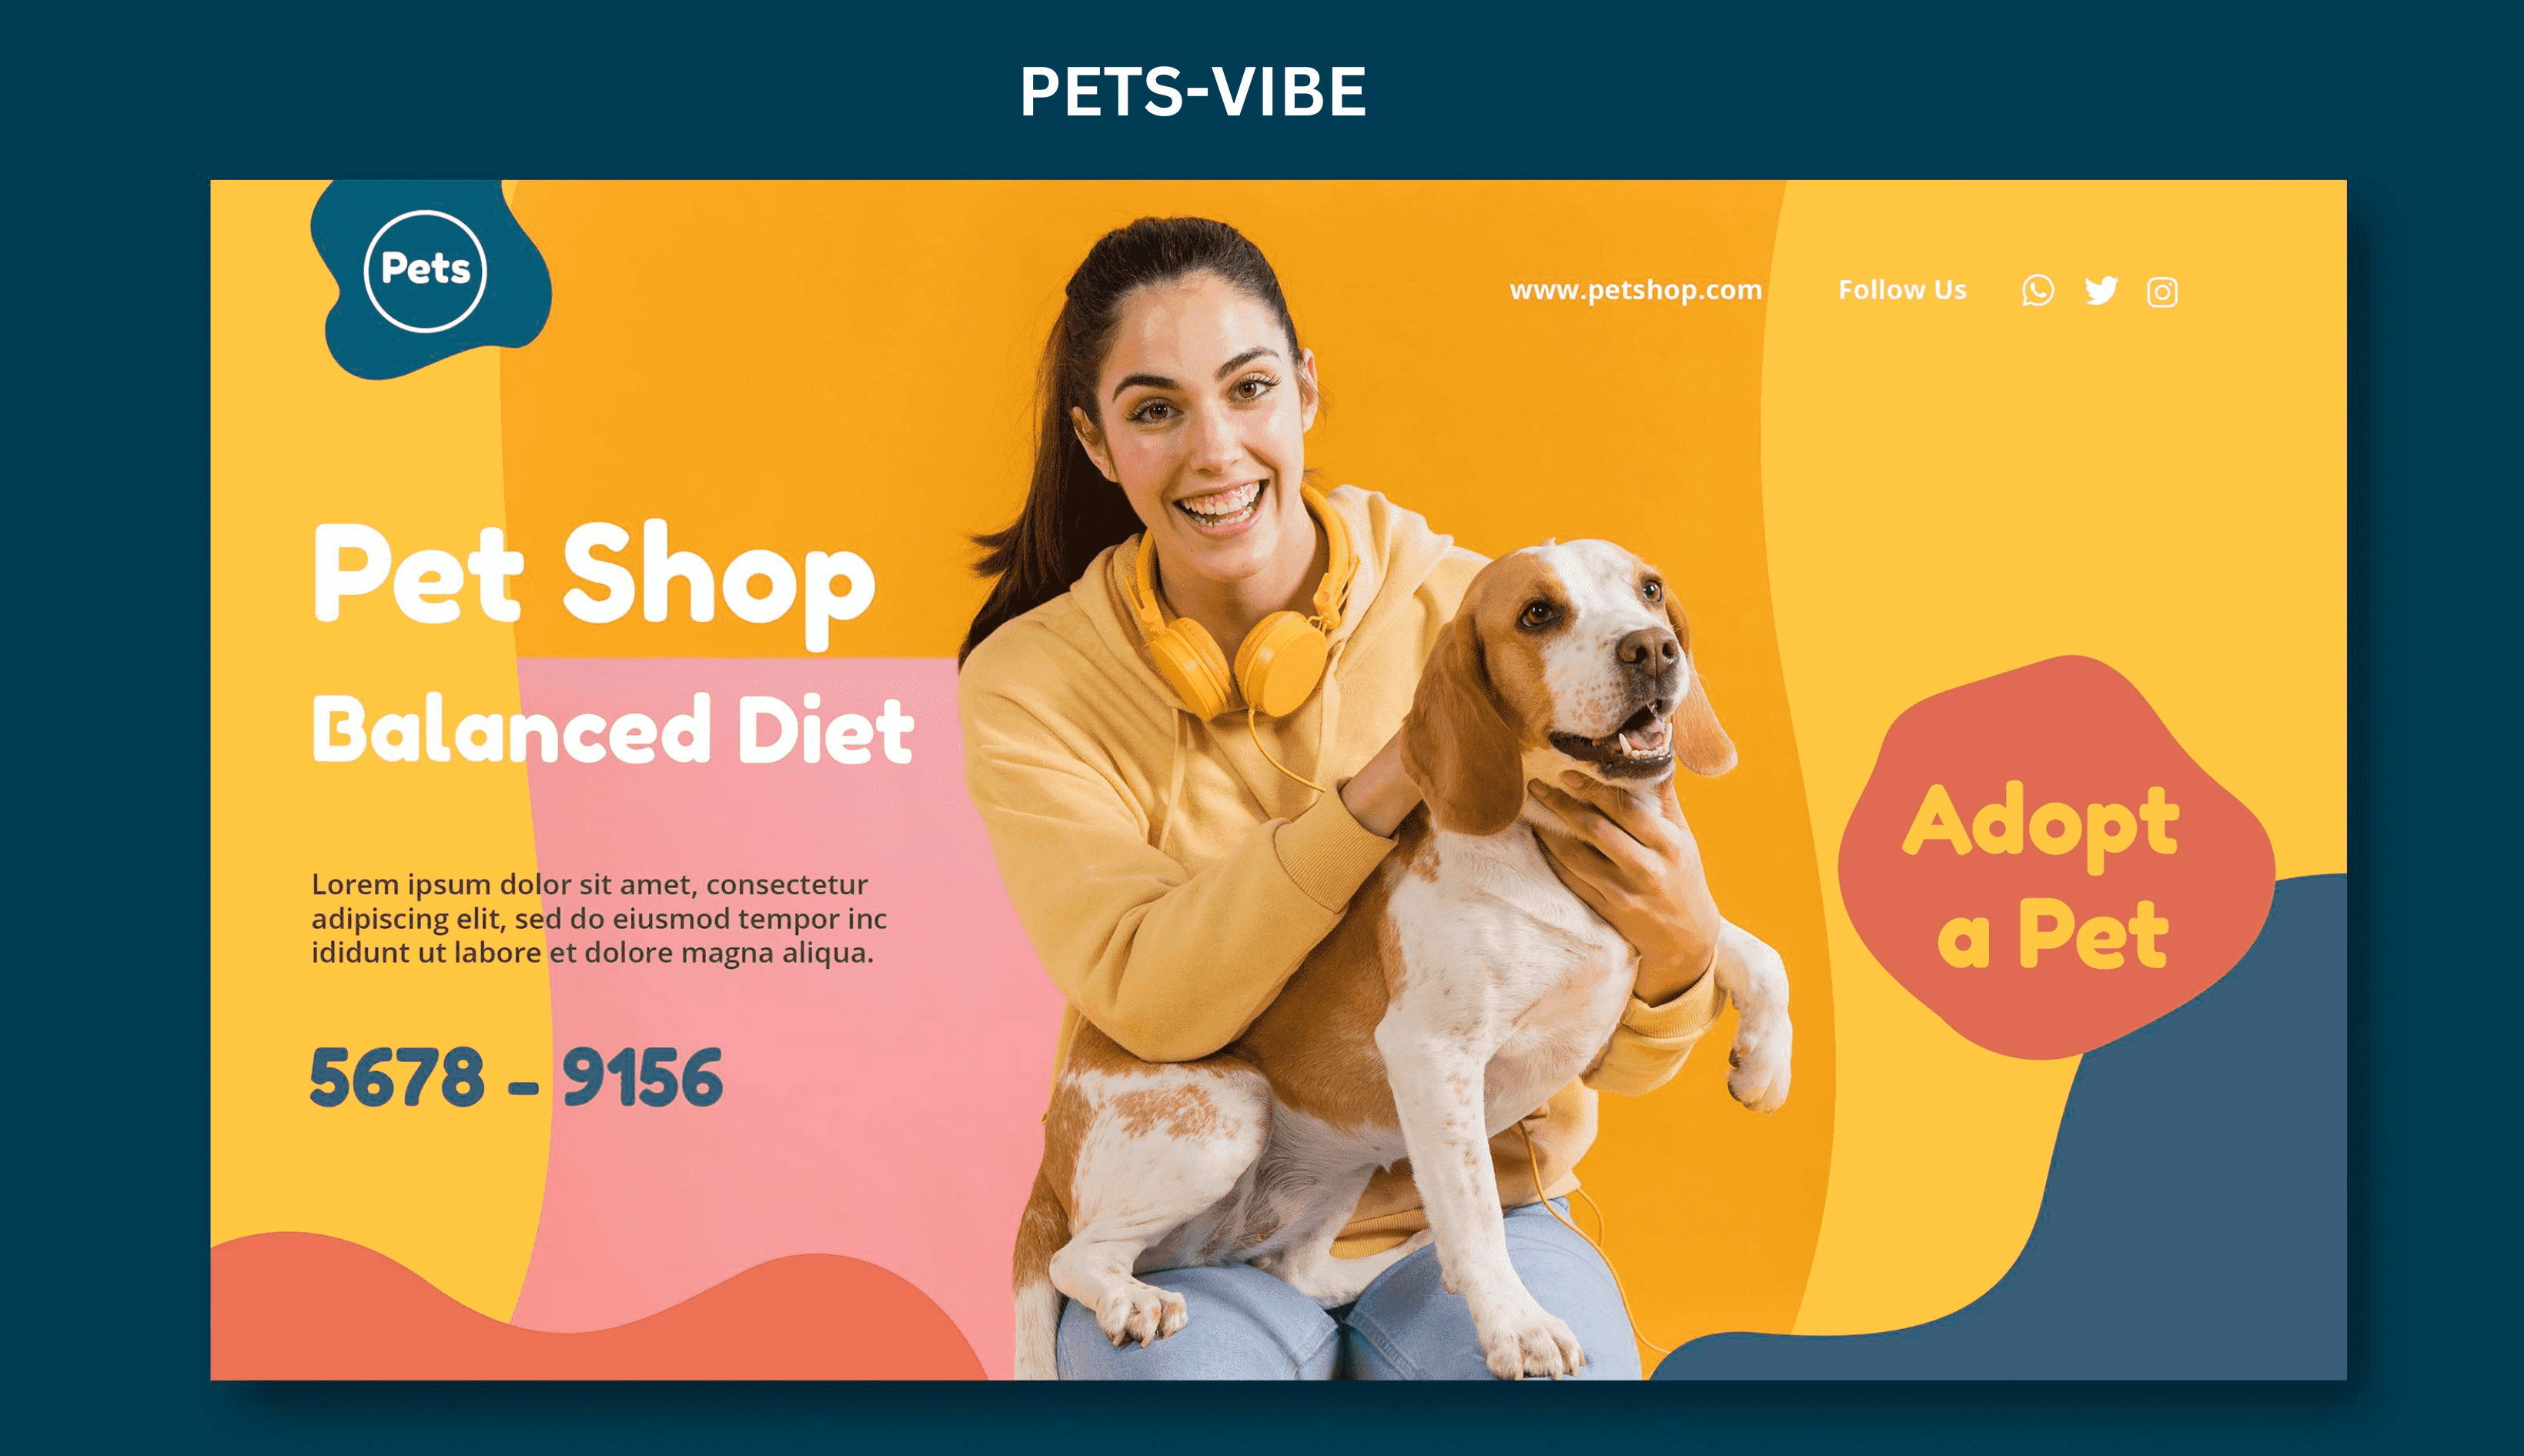 PETS-VIBE
Pets
www.petshop.com
Follow Us
Pet Shop
Balanced Diet
Lorem ipsum dolor sit amet, consectetur
adipiscing elit, sed do eiusmod tempor inc
ididunt ut labore et dolore magna aliqua.
5678 - 9156
Adopt
a Pet